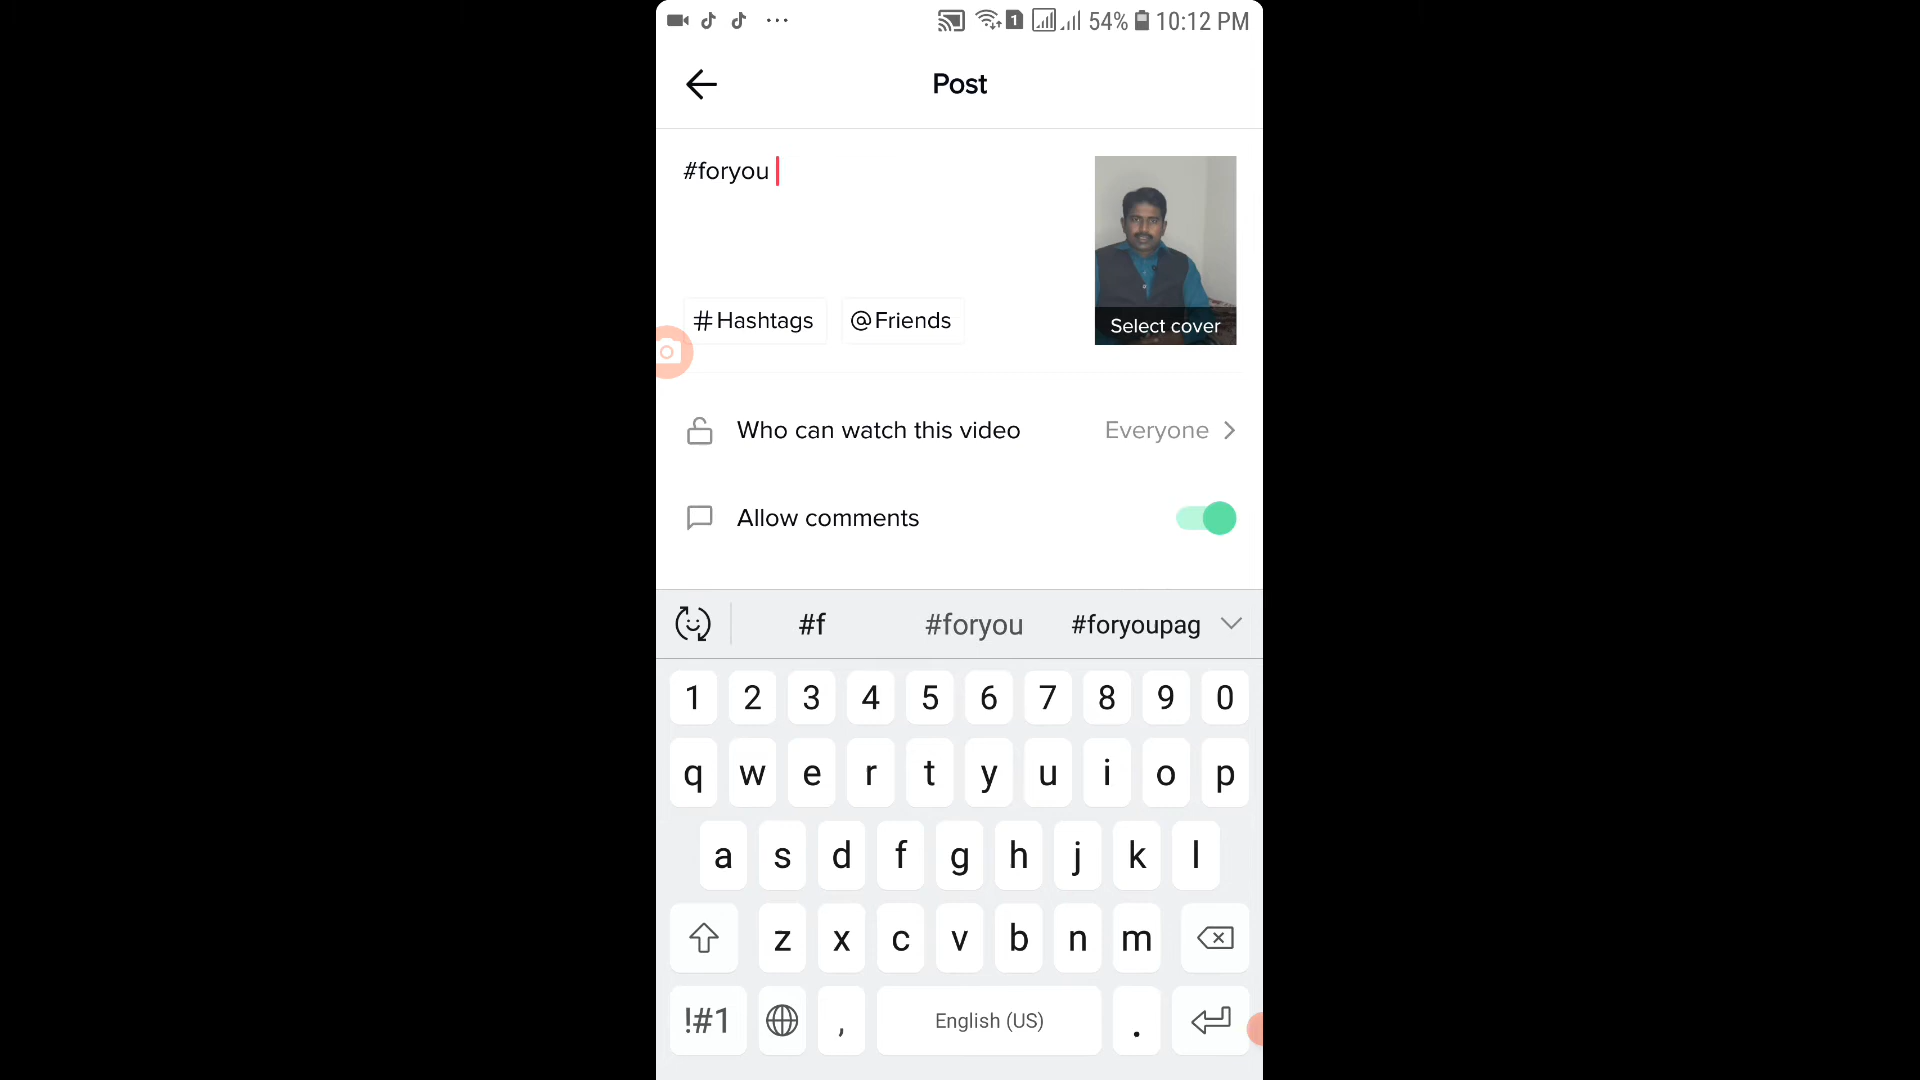 1 54% 10:12 PM
Post
#foryou
Select cover
#Hashtags @Friends
Who can watch this video Everyone
Allow comments
#f #foryou #foryoupag
1 2 3 4 5 6 7 8 9 0
q w e r t y u i o p
a s d f g h j k l
z x c v b n m
!#1 , English (US) .